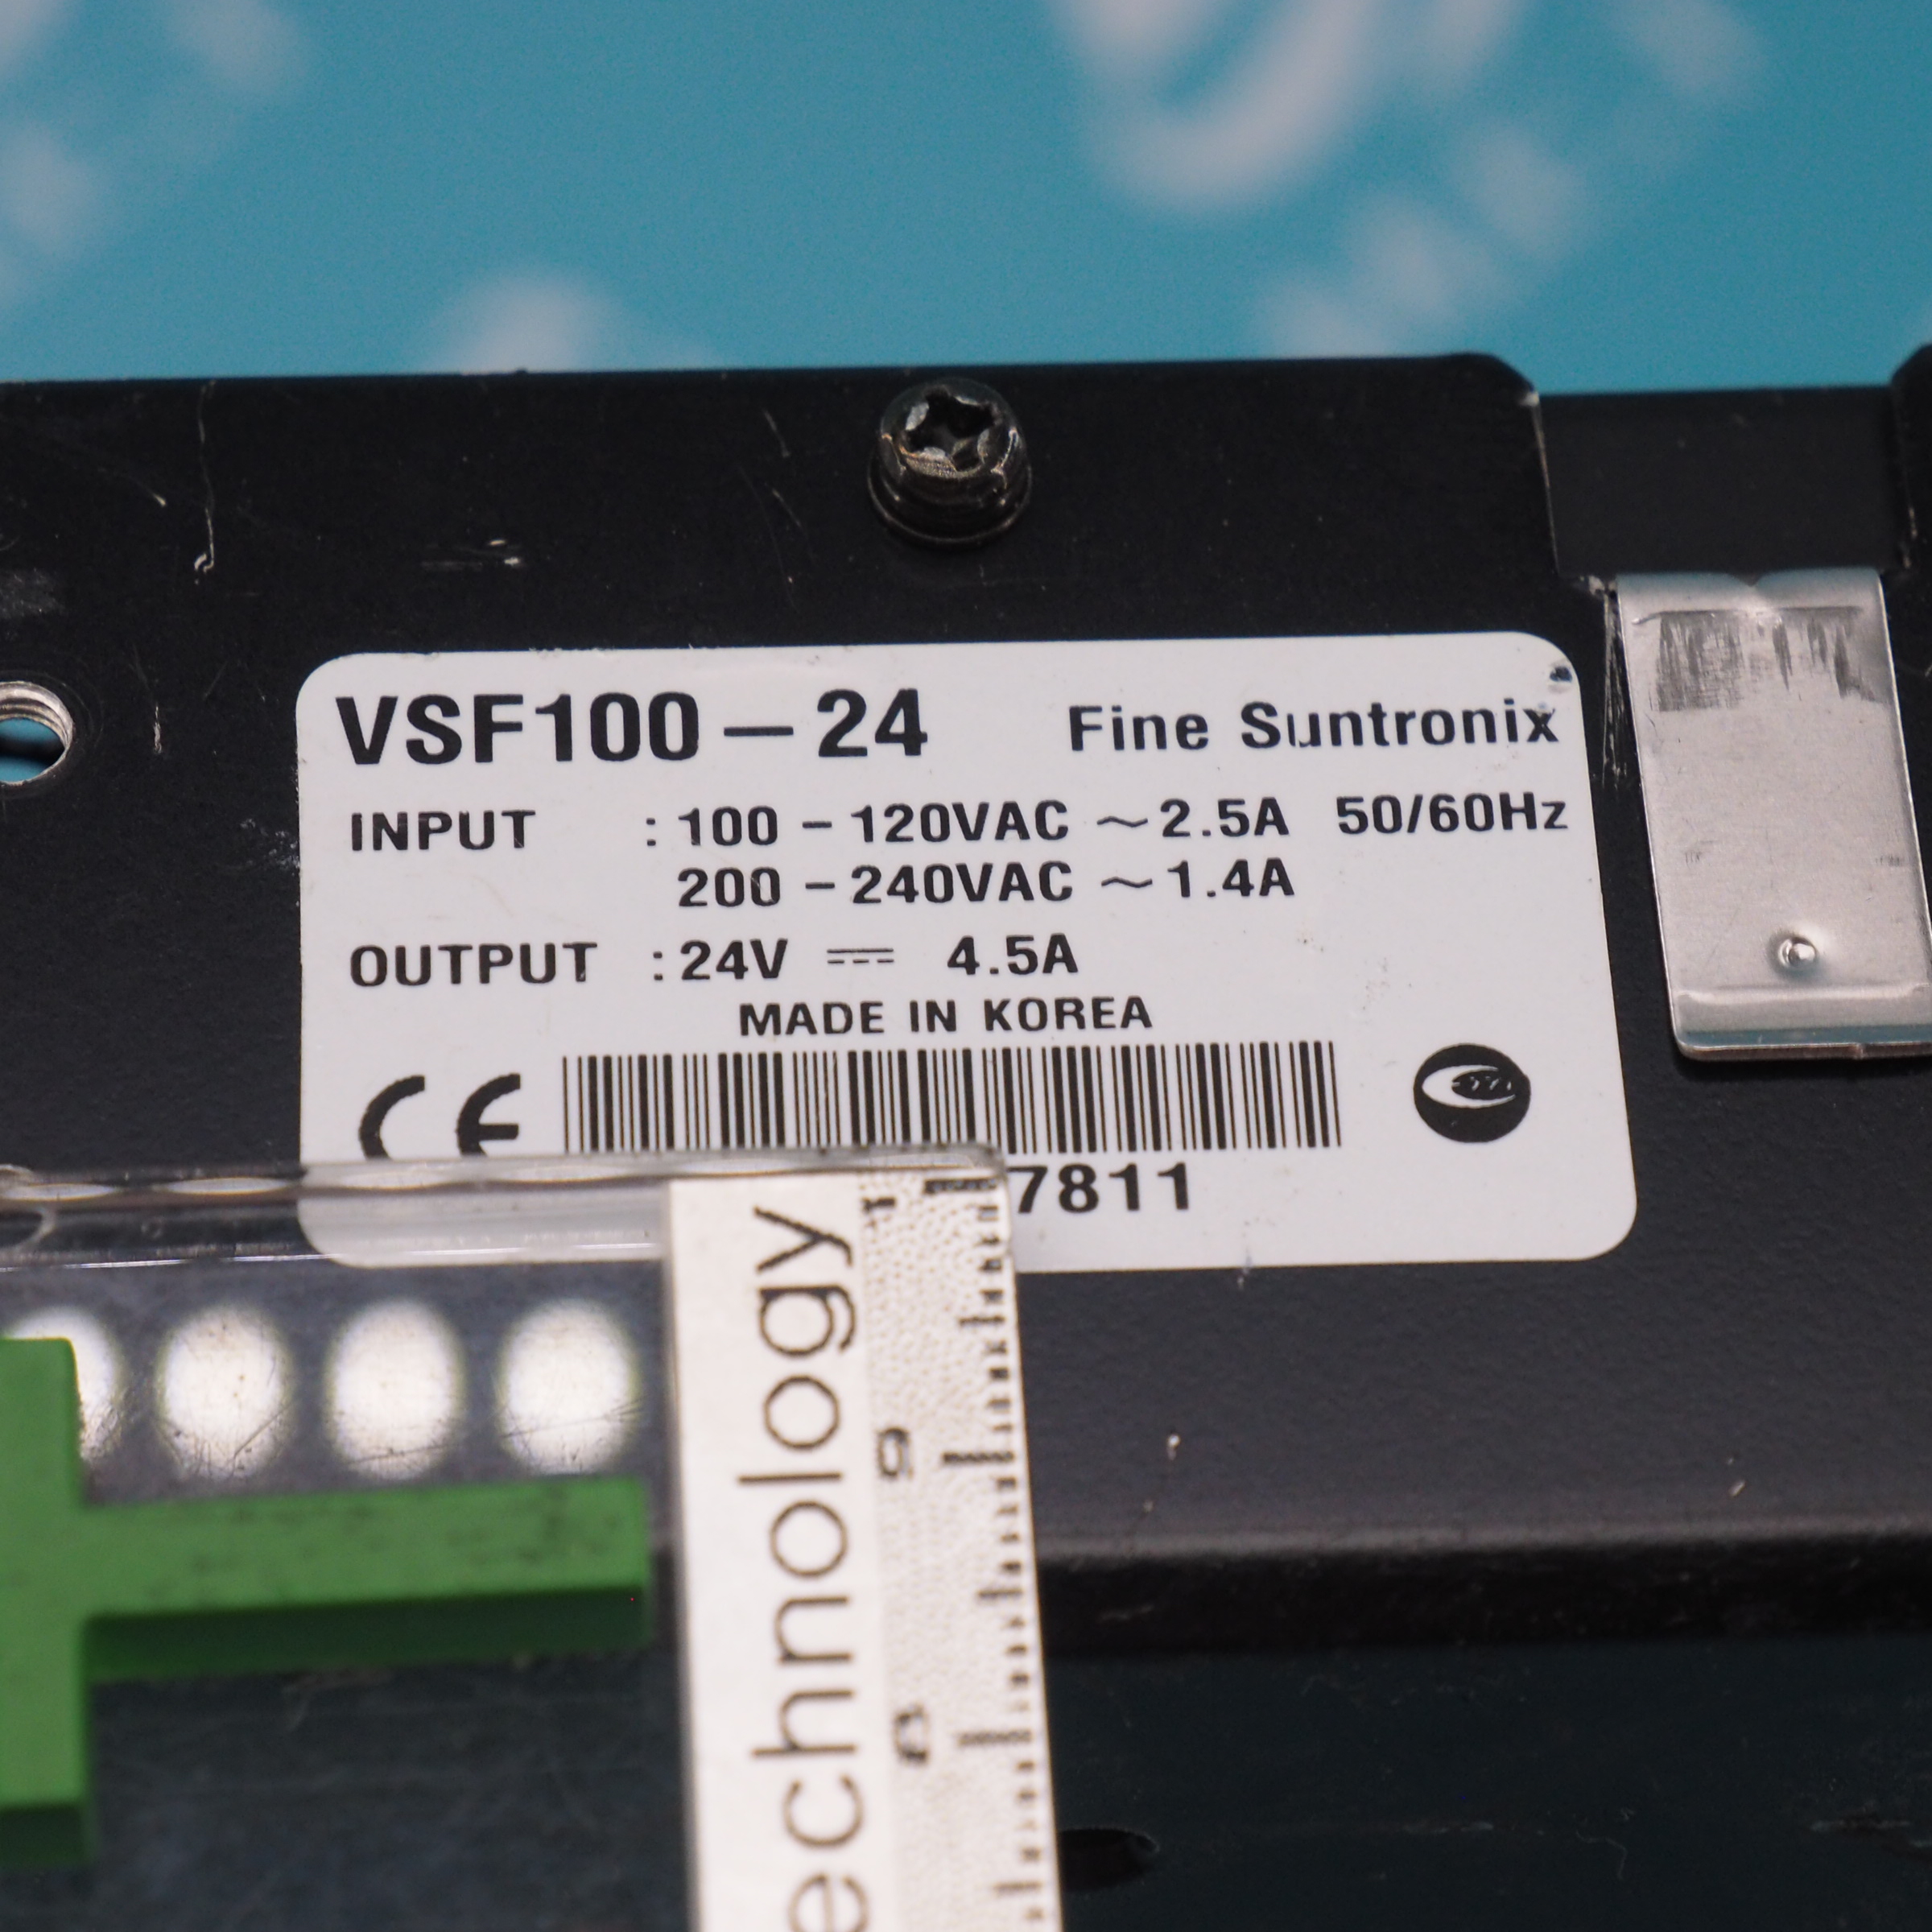 VSF100-24 Fine Suntronix
INPUT : 100-120VAC ~2.5A 50/60Hz
200-240VAC ~1.4A
OUTPUT : 24V ⎓ 4.5A
MADE IN KOREA
CE
7811
echnology